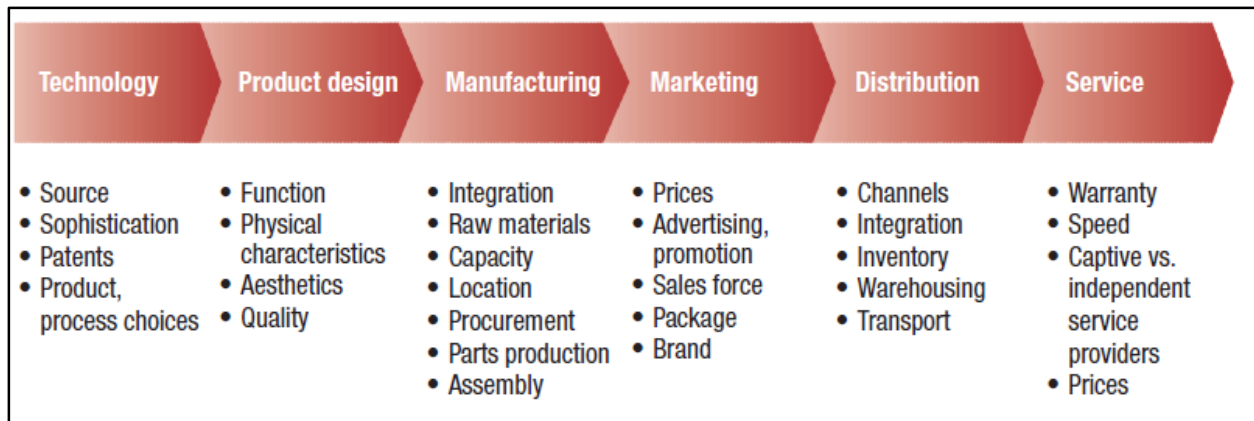 Technology
Product design
Manufacturing
Marketing
Distribution
Service
• Source
• Sophistication
• Patents
• Product,
process choices
• Function
• Physical
characteristics
• Aesthetics
• Quality
• Integration
• Raw materials
• Capacity
• Location
• Procurement
• Parts production
• Assembly
• Prices
• Advertising,
promotion
• Sales force
• Package
• Brand
• Channels
• Integration
• Inventory
• Warehousing
• Transport
• Warranty
• Speed
• Captive vs.
independent
service
providers
• Prices